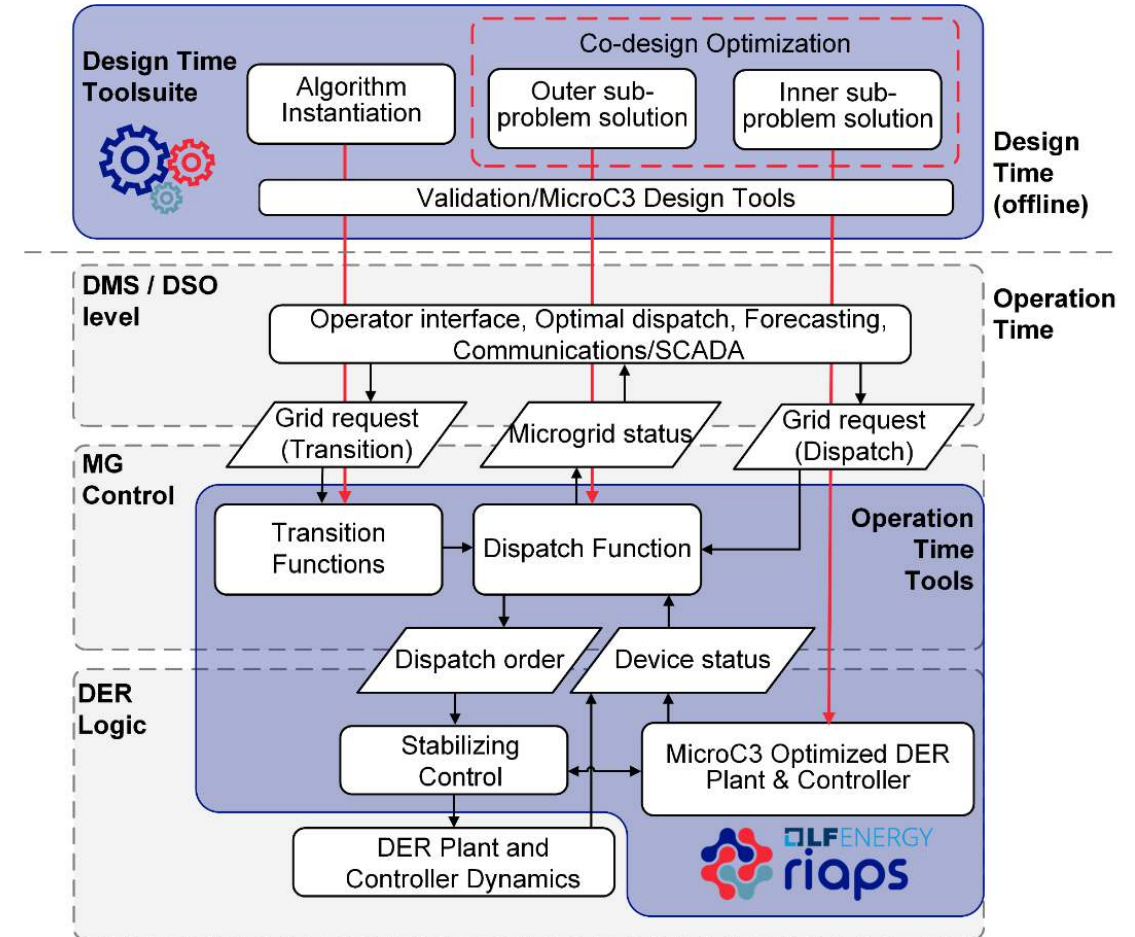 Design Time
Toolsuite
Co-design Optimization
Algorithm
Instantiation
Outer sub-
problem solution
Inner sub-
problem solution
Design
Time
(offline)
Validation/MicroC3 Design Tools
DMS / DSO
level
Operation
Time
Operator interface, Optimal dispatch, Forecasting,
Communications/SCADA
Grid request
(Transition)
Microgrid status
Grid request
(Dispatch)
MG
Control
Transition
Functions
Dispatch Function
Operation
Time
Tools
Dispatch order
Device status
DER
Logic
Stabilizing
Control
MicroC3 Optimized DER
Plant & Controller
DER Plant and
Controller Dynamics
LFENERGY
riaps